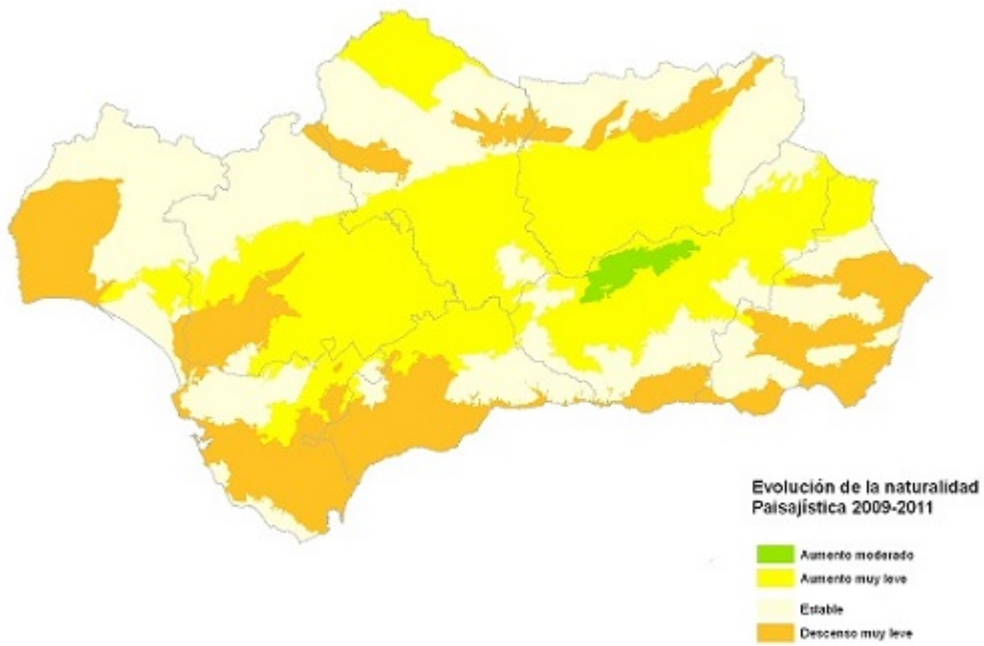 Evolución de la naturalidad
Paisajística 2009-2011
Aumento moderado
Aumento muy leve
Estable
Descenso muy leve